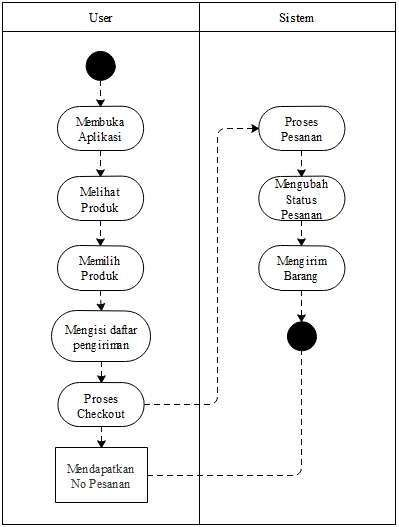 User
Sistem
Membuka
Aplikasi
Melihat
Produk
Memilih
Produk
Mengisi daftar
pengiriman
Proses
Checkout
Mendapatkan
No Pesanan
Proses
Pesanan
Mengubah
Status
Pesanan
Mengirim
Barang